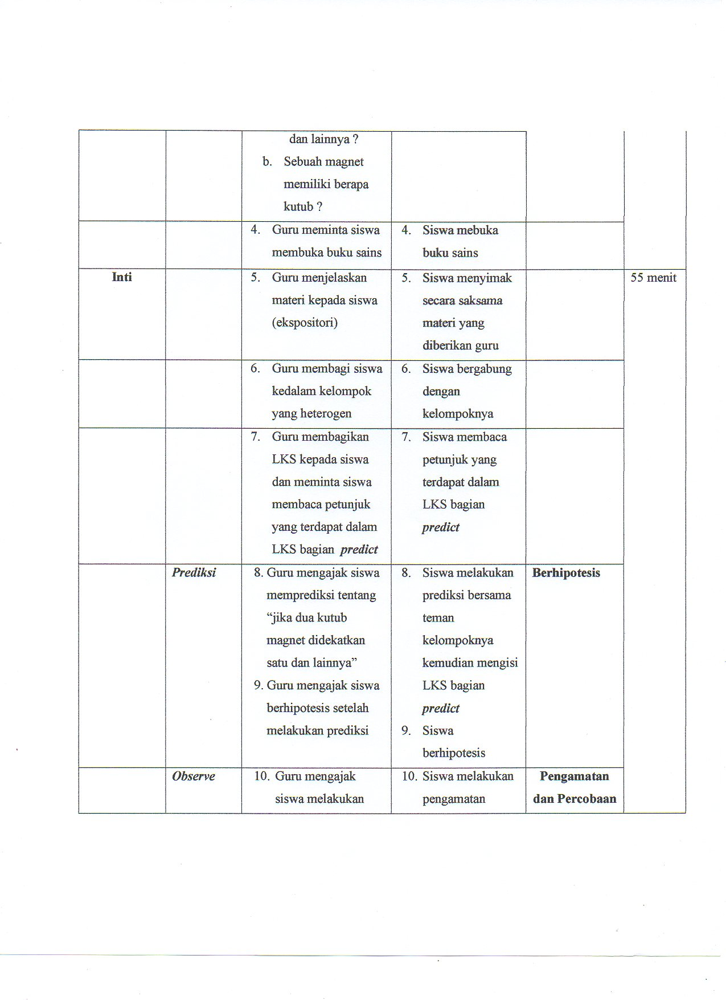 dan lainnya ?
b. Sebuah magnet
memiliki berapa
kutub ?
4. Guru meminta siswa
membuka buku sains
4. Siswa mebuka
buku sains
Inti
5. Guru menjelaskan
materi kepada siswa
(ekspositori)
5. Siswa menyimak
secara saksama
materi yang
diberikan guru
55 menit
6. Guru membagi siswa
kedalam kelompok
yang heterogen
6. Siswa bergabung
dengan
kelompoknya
7. Guru membagikan
LKS kepada siswa
dan meminta siswa
membaca petunjuk
yang terdapat dalam
LKS bagian predict
7. Siswa membaca
petunjuk yang
terdapat dalam
LKS bagian
predict
Prediksi
8. Guru mengajak siswa
memprediksi tentang
“jika dua kutub
magnet didekatkan
satu dan lainnya”
9. Guru mengajak siswa
berhipotesis setelah
melakukan prediksi
8. Siswa melakukan
prediksi bersama
teman
kelompoknya
kemudian mengisi
LKS bagian
predict
9. Siswa
berhipotesis
Berhipotesis
Observe
10. Guru mengajak
siswa melakukan
10. Siswa melakukan
pengamatan
Pengamatan
dan Percobaan